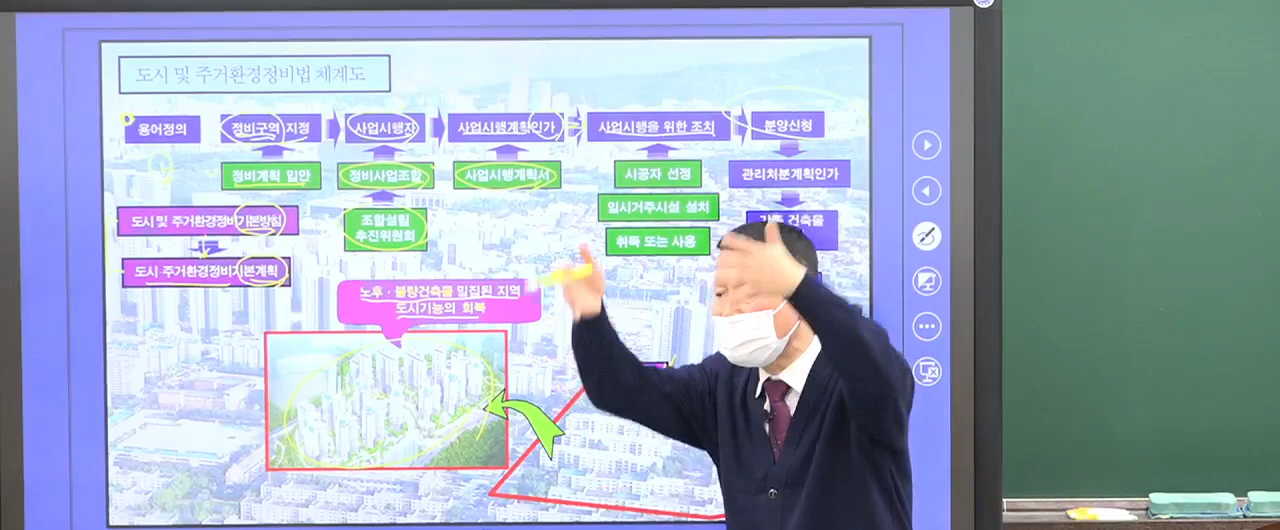 도시 및 주거환경정비법 체계도
용어정의
정비구역 지정
사업시행자
사업시행계획인가
사업시행을 위한 조치
분양신청
정비계획 입안
정비사업조합
사업시행계획서
시공자 선정
관리처분계획인가
도시 및 주거환경정비기본방침
조합설립
추진위원회
임시거주시설 설치
건축물
취득 또는 사용
도시·주거환경정비기본계획
노후·불량건축물 밀집된 지역
도시기능의 회복